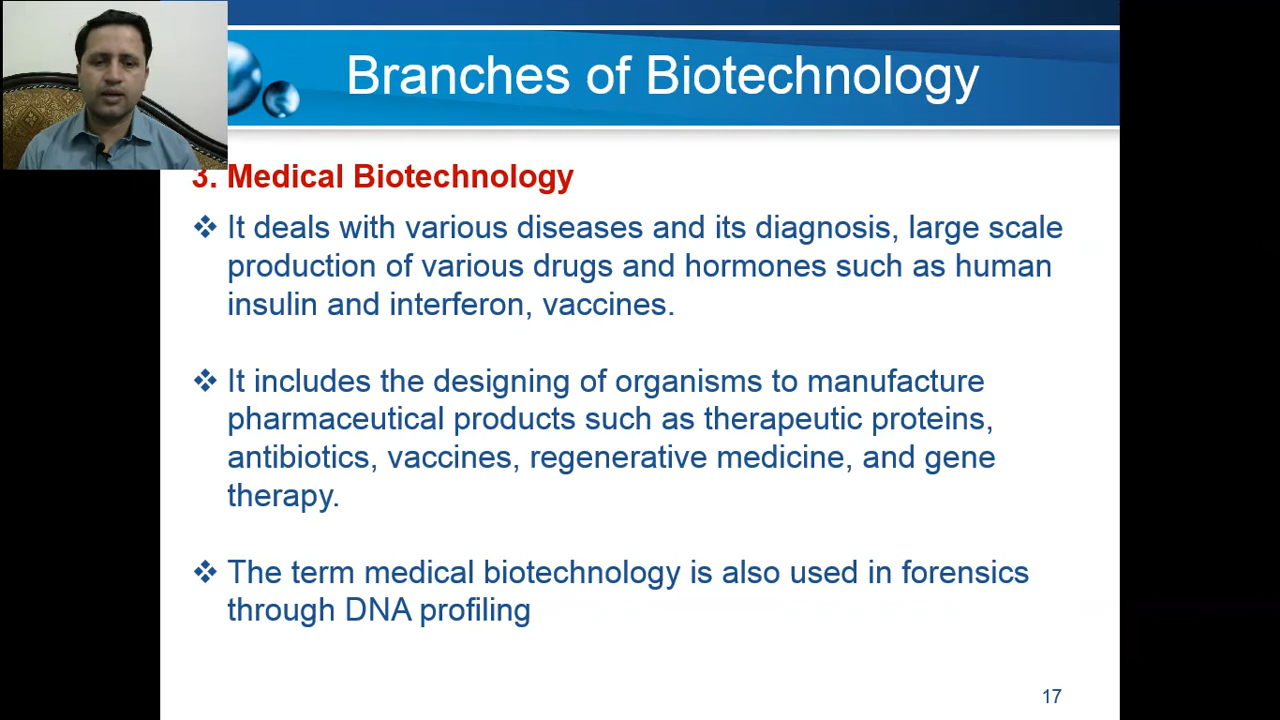 Branches of Biotechnology
3. Medical Biotechnology
❖ It deals with various diseases and its diagnosis, large scale
production of various drugs and hormones such as human
insulin and interferon, vaccines.
❖ It includes the designing of organisms to manufacture
pharmaceutical products such as therapeutic proteins,
antibiotics, vaccines, regenerative medicine, and gene
therapy.
❖ The term medical biotechnology is also used in forensics
through DNA profiling
17